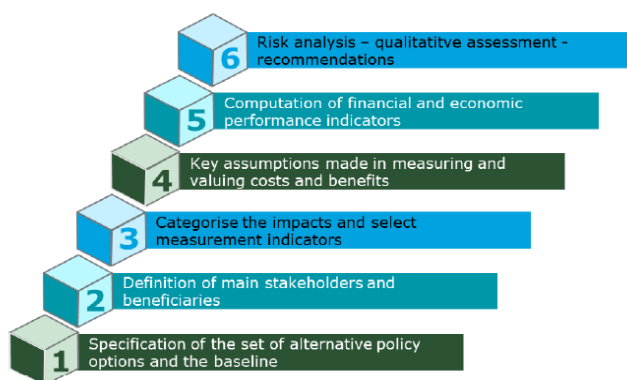 6
Risk analysis – qualitatitve assessment -
recommendations
5
Computation of financial and economic
performance indicators
4
Key assumptions made in measuring and
valuing costs and benefits
3
Categorise the impacts and select
measurement indicators
2
Definition of main stakeholders and
beneficiaries
1
Specification of the set of alternative policy
options and the baseline